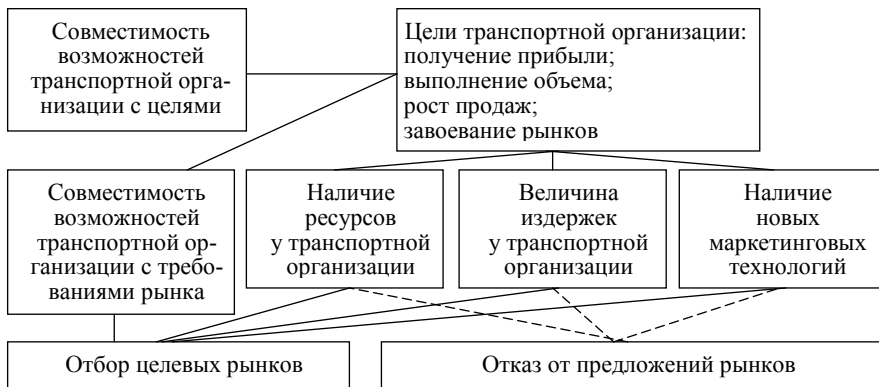 Совместимость
возможностей
транспортной орга-
низации с целями
Цели транспортной организации:
получение прибыли;
выполнение объема;
рост продаж;
завоевание рынков
Совместимость
возможностей
транспортной ор-
ганизации с требо-
ваниями рынка
Наличие
ресурсов
у транспортной
организации
Величина
издержек
у транспортной
организации
Наличие
новых
маркетинговых
технологий
Отбор целевых рынков
Отказ от предложений рынков